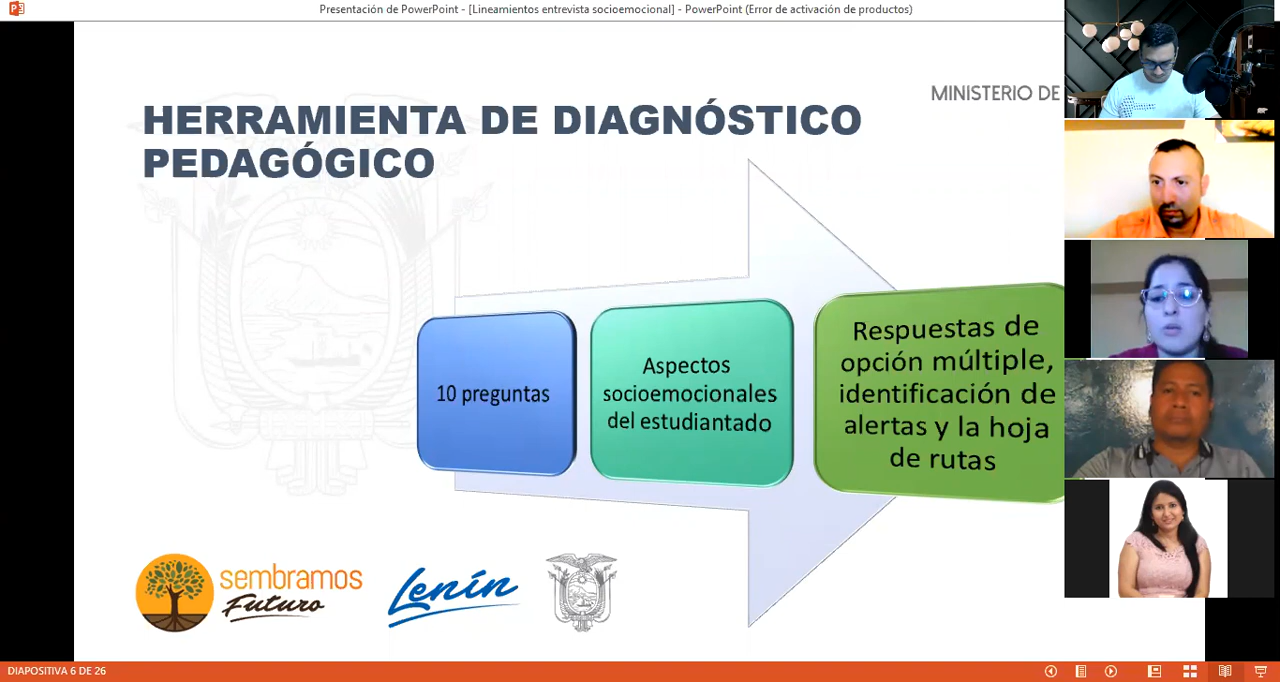 Presentación de PowerPoint - [Lineamientos entrevista socioemocional] - PowerPoint (Error de activación de productos)
MINISTERIO DE
HERRAMIENTA DE DIAGNÓSTICO
PEDAGÓGICO
10 preguntas
Aspectos
socioemocionales
del estudiantado
Respuestas de
opción múltiple,
identificación de
alertas y la hoja
de rutas
sembramos
Futuro
Lenín
DIAPOSITIVA 6 DE 26